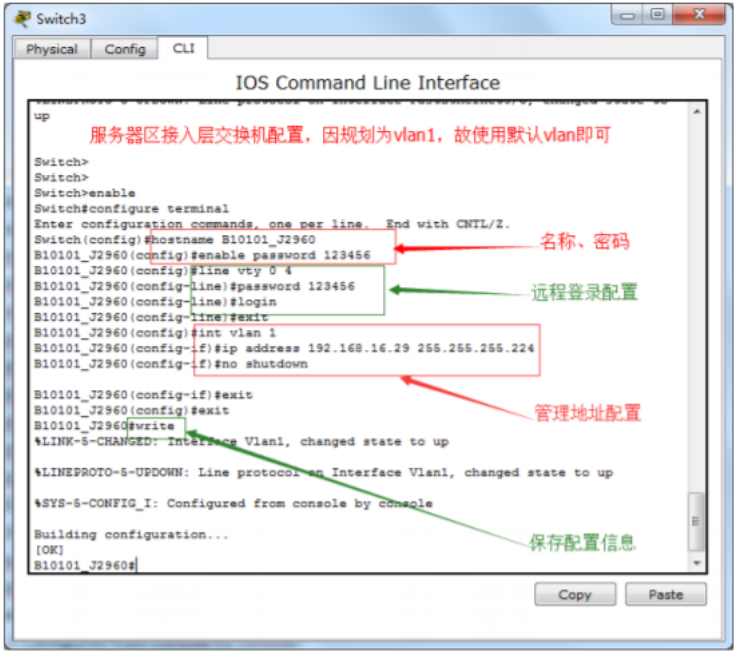 Switch3
Physical Config CLI
IOS Command Line Interface
up
服务器区接入层交换机配置，因规划为vlan1，故使用默认vlan即可
Switch>
Switch>
Switch>enable
Switch#configure terminal
Enter configuration commands, one per line. End with CNTL/Z.
Switch(config)#hostname B10101_J2960
B10101_J2960(config)#enable password 123456
名称、密码
B10101_J2960(config)#line vty 0 4
B10101_J2960(config-line)#password 123456
远程登录配置
B10101_J2960(config-line)#login
B10101_J2960(config-line)#exit
B10101_J2960(config)#int vlan 1
B10101_J2960(config-if)#ip address 192.168.16.29 255.255.255.224
B10101_J2960(config-if)#no shutdown
B10101_J2960(config-if)#exit
管理地址配置
B10101_J2960(config)#exit
B10101_J2960#write
%LINK-5-CHANGED: Interface Vlan1, changed state to up
%LINEPROTO-5-UPDOWN: Line protocol on Interface Vlan1, changed state to up
%SYS-5-CONFIG_I: Configured from console by console
Building configuration...
保存配置信息
[OK]
B10101_J2960#
Copy Paste